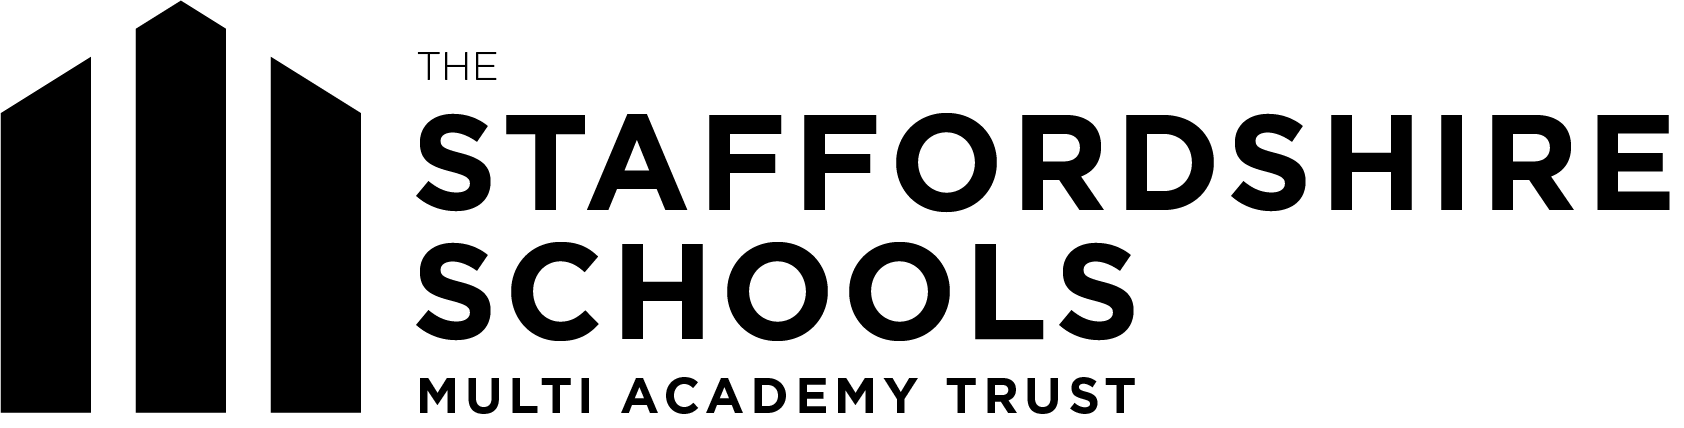 THE
STAFFORDSHIRE
SCHOOLS
MULTI ACADEMY TRUST